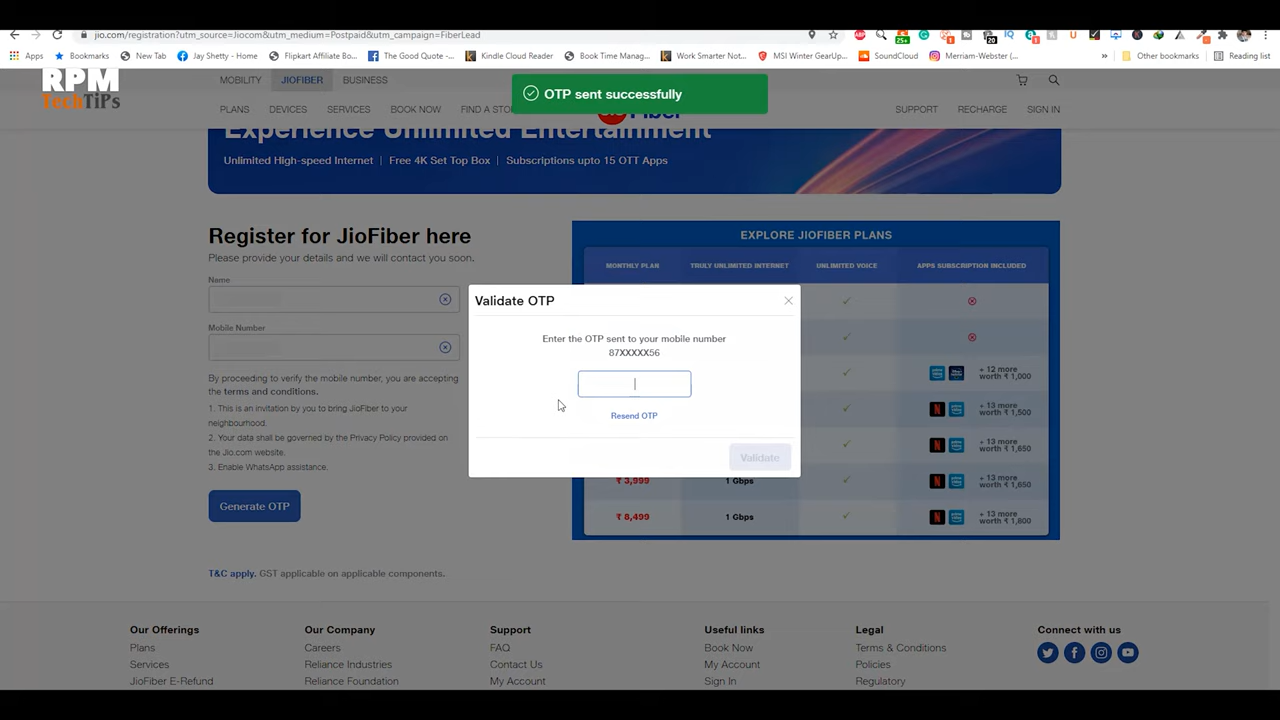 jio.com/registration?utm_source=Jiocom&utm_medium=Postpaid&utm_campaign=FiberLead
Apps Bookmarks New Tab Jay Shetty - Home Flipkart Affiliate Bo... The Good Quote -... Kindle Cloud Reader Book Time Manag... Work Smarter Not... MSI Winter GearUp... SoundCloud Merriam-Webster (... » Other bookmarks Reading list
RPM
TechTiPs
MOBILITY JIOFIBER BUSINESS
OTP sent successfully
PLANS DEVICES SERVICES BOOK NOW FIND A STO SUPPORT RECHARGE SIGN IN
Experience Unlimited Entertainment
Unlimited High-speed Internet | Free 4K Set Top Box | Subscriptions upto 15 OTT Apps
Register for JioFiber here
Please provide your details and we will contact you soon.
Name
Mobile Number
By proceeding to verify the mobile number, you are accepting
the terms and conditions.
1. This is an invitation by you to bring JioFiber to your
neighbourhood.
2. Your data shall be governed by the Privacy Policy provided on
the Jio.com website.
3. Enable WhatsApp assistance.
Generate OTP
T&C apply. GST applicable on applicable components.
EXPLORE JIOFIBER PLANS
MONTHLY PLAN TRULY UNLIMITED INTERNET UNLIMITED VOICE APPS SUBSCRIPTION INCLUDED
+ 12 more
worth ₹ 1,000
+ 13 more
worth ₹ 1,500
+ 13 more
worth ₹ 1,650
₹ 3,999 1 Gbps + 13 more
worth ₹ 1,650
₹ 8,499 1 Gbps + 13 more
worth ₹ 1,800
Validate OTP
Enter the OTP sent to your mobile number
87XXXXX56
Resend OTP
Validate
Our Offerings Our Company Support Useful links Legal Connect with us
Plans Careers FAQ Book Now Terms & Conditions
Services Reliance Industries Contact Us My Account Policies
JioFiber E-Refund Reliance Foundation My Account Sign In Regulatory